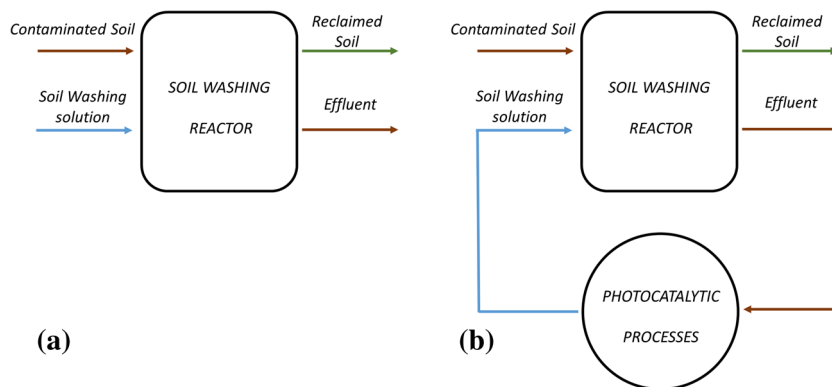 Contaminated Soil
Soil Washing
solution
SOIL WASHING
REACTOR
Reclaimed
Soil
Effluent
(a)
Contaminated Soil
Soil Washing
solution
SOIL WASHING
REACTOR
Reclaimed
Soil
Effluent
PHOTOCATALYTIC
PROCESSES
(b)